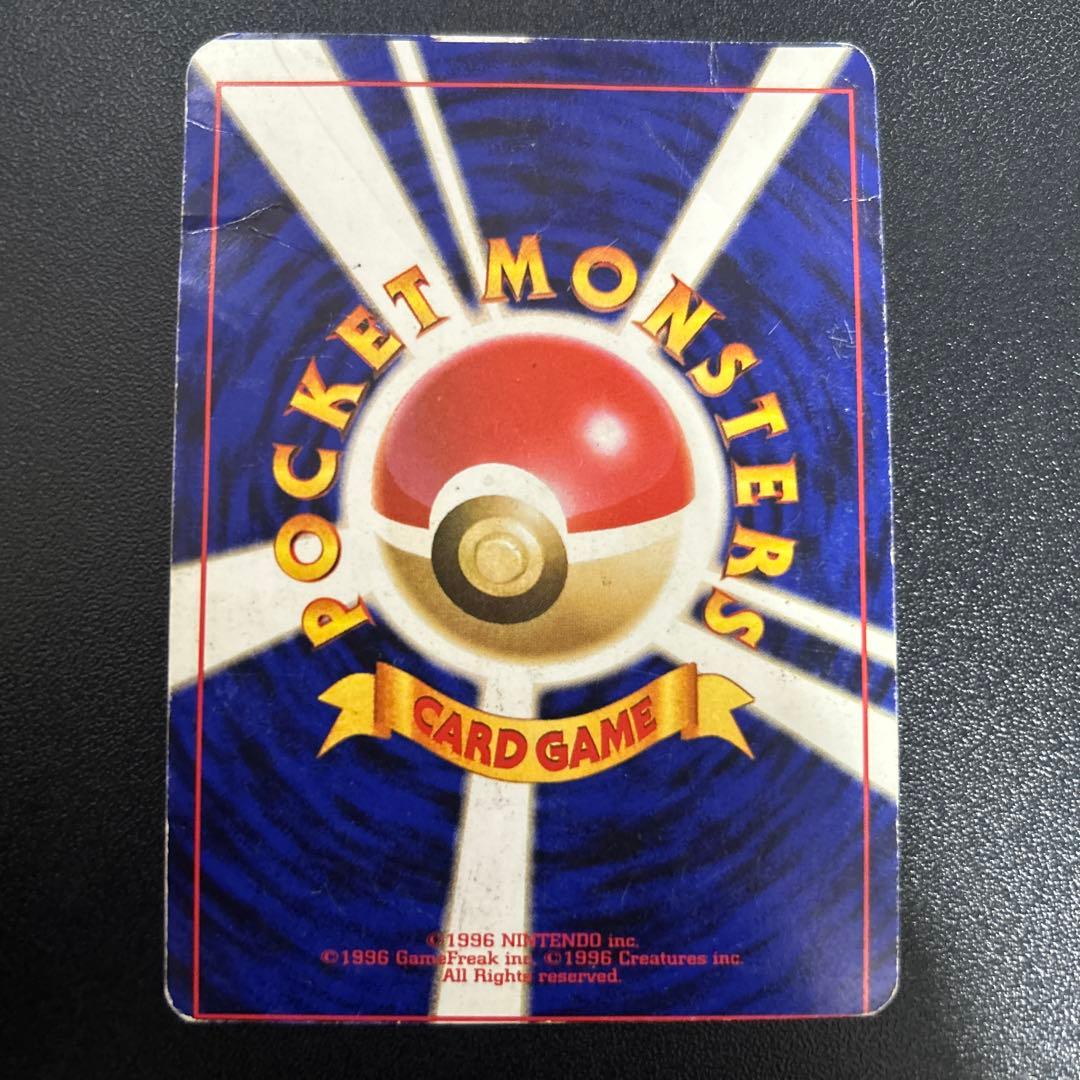 POCKET MONSTERS
CARD GAME
©1996 NINTENDO inc.
©1996 GameFreak inc. ©1996 Creatures inc.
All Rights reserved.